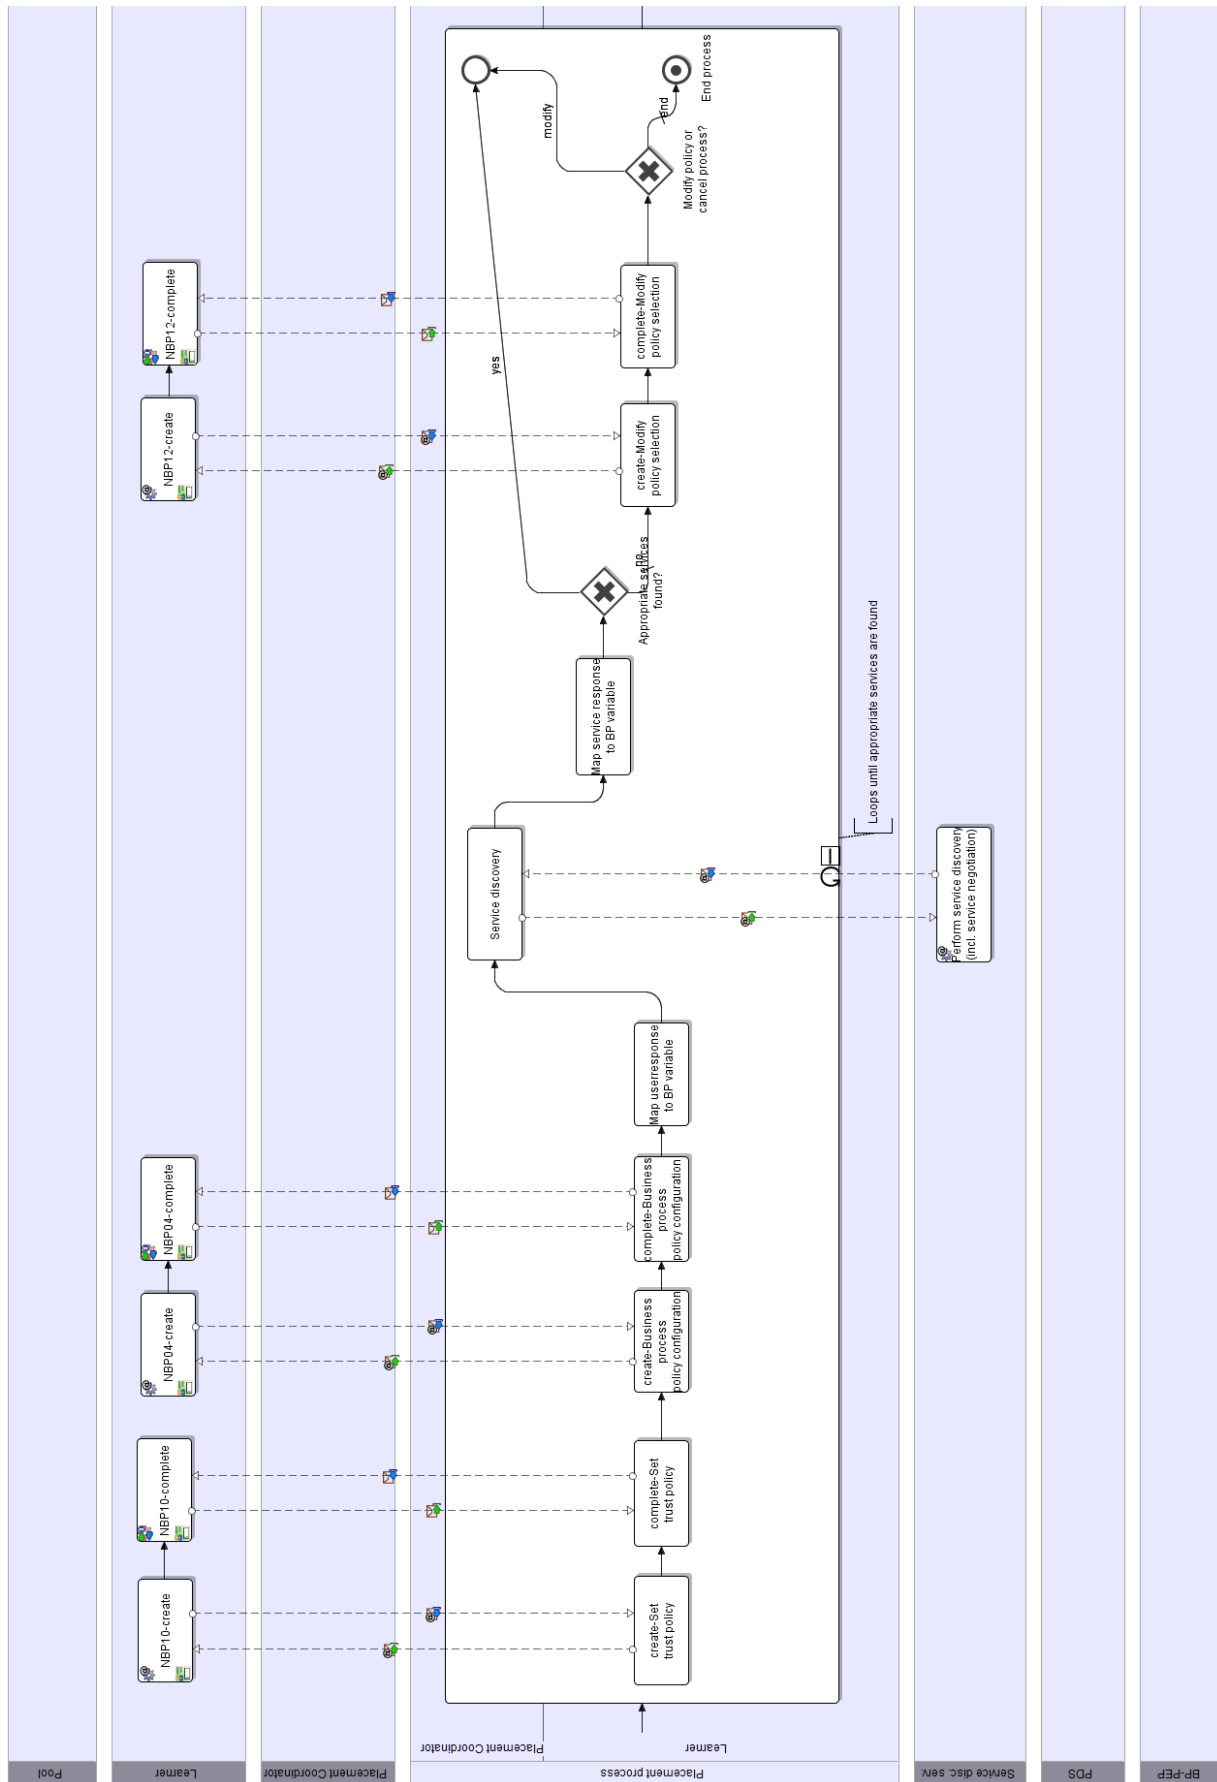 Pool
Learner
NBP10-create
NBP10-complete
NBP04-create
NBP04-complete
NBP12-create
NBP12-complete
Placement Coordinator
Placement process
Placement Coordinator
Learner
create-Set
trust policy
complete-Set
trust policy
create-Business
process
policy configuration
complete-Business
process
policy configuration
Map userresponse
to BP variable
Service discovery
Map service response
to BP variable
Appropriate services
found?
yes
no
create-Modify
policy selection
complete-Modify
policy selection
Modify policy or
cancel process?
modify
end
End process
Loops until appropriate services are found
Service disc. serv.
Perform service discovery
(incl. service negotiation)
PDS
BP-PEP